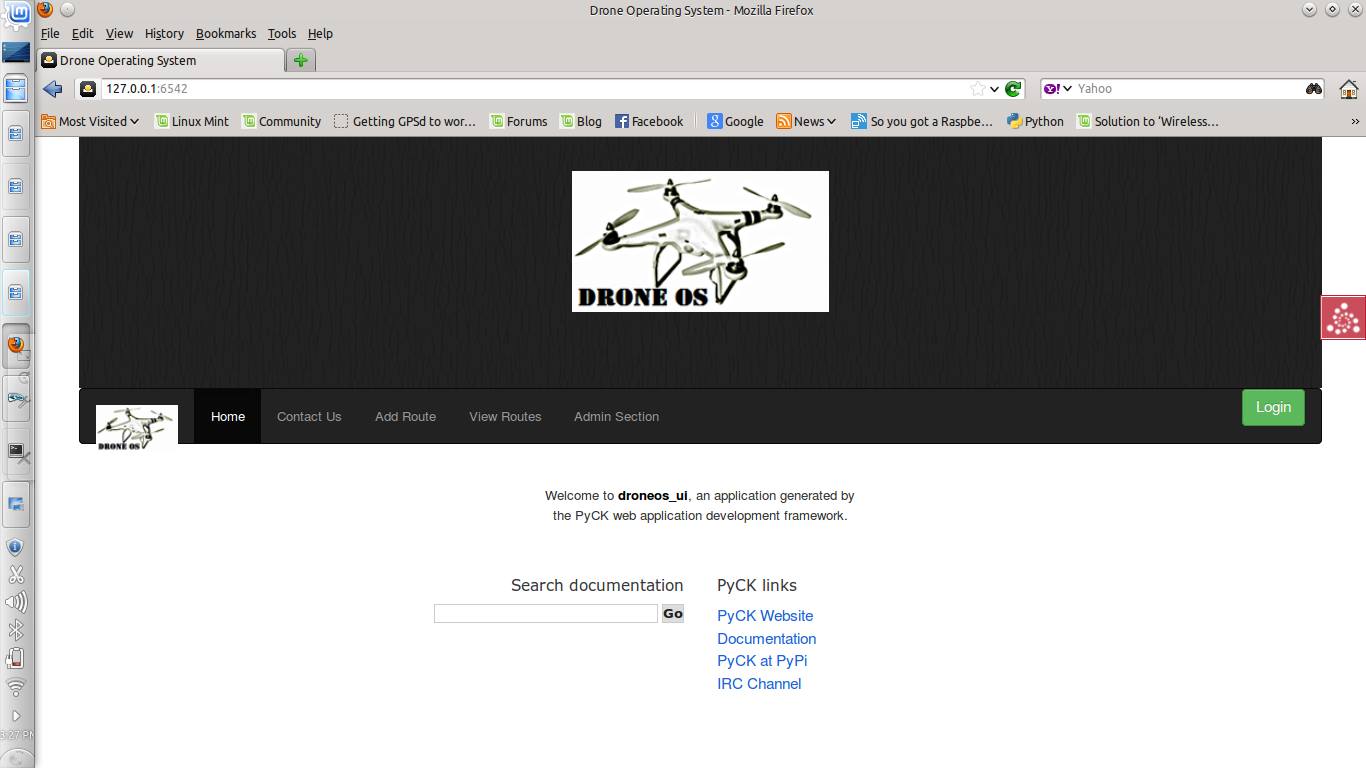 Drone Operating System - Mozilla Firefox
File Edit View History Bookmarks Tools Help
Drone Operating System
127.0.0.1:6542
Yahoo
Most Visited Linux Mint Community Getting GPSd to wor... Forums Blog Facebook Google News So you got a Raspbe... Python Solution to ‘Wireless...
DRONE OS
DRONE OS
Home Contact Us Add Route View Routes Admin Section Login
Welcome to droneos_ui, an application generated by
the PyCK web application development framework.
Search documentation
Go
PyCK links
PyCK Website
Documentation
PyCK at PyPi
IRC Channel